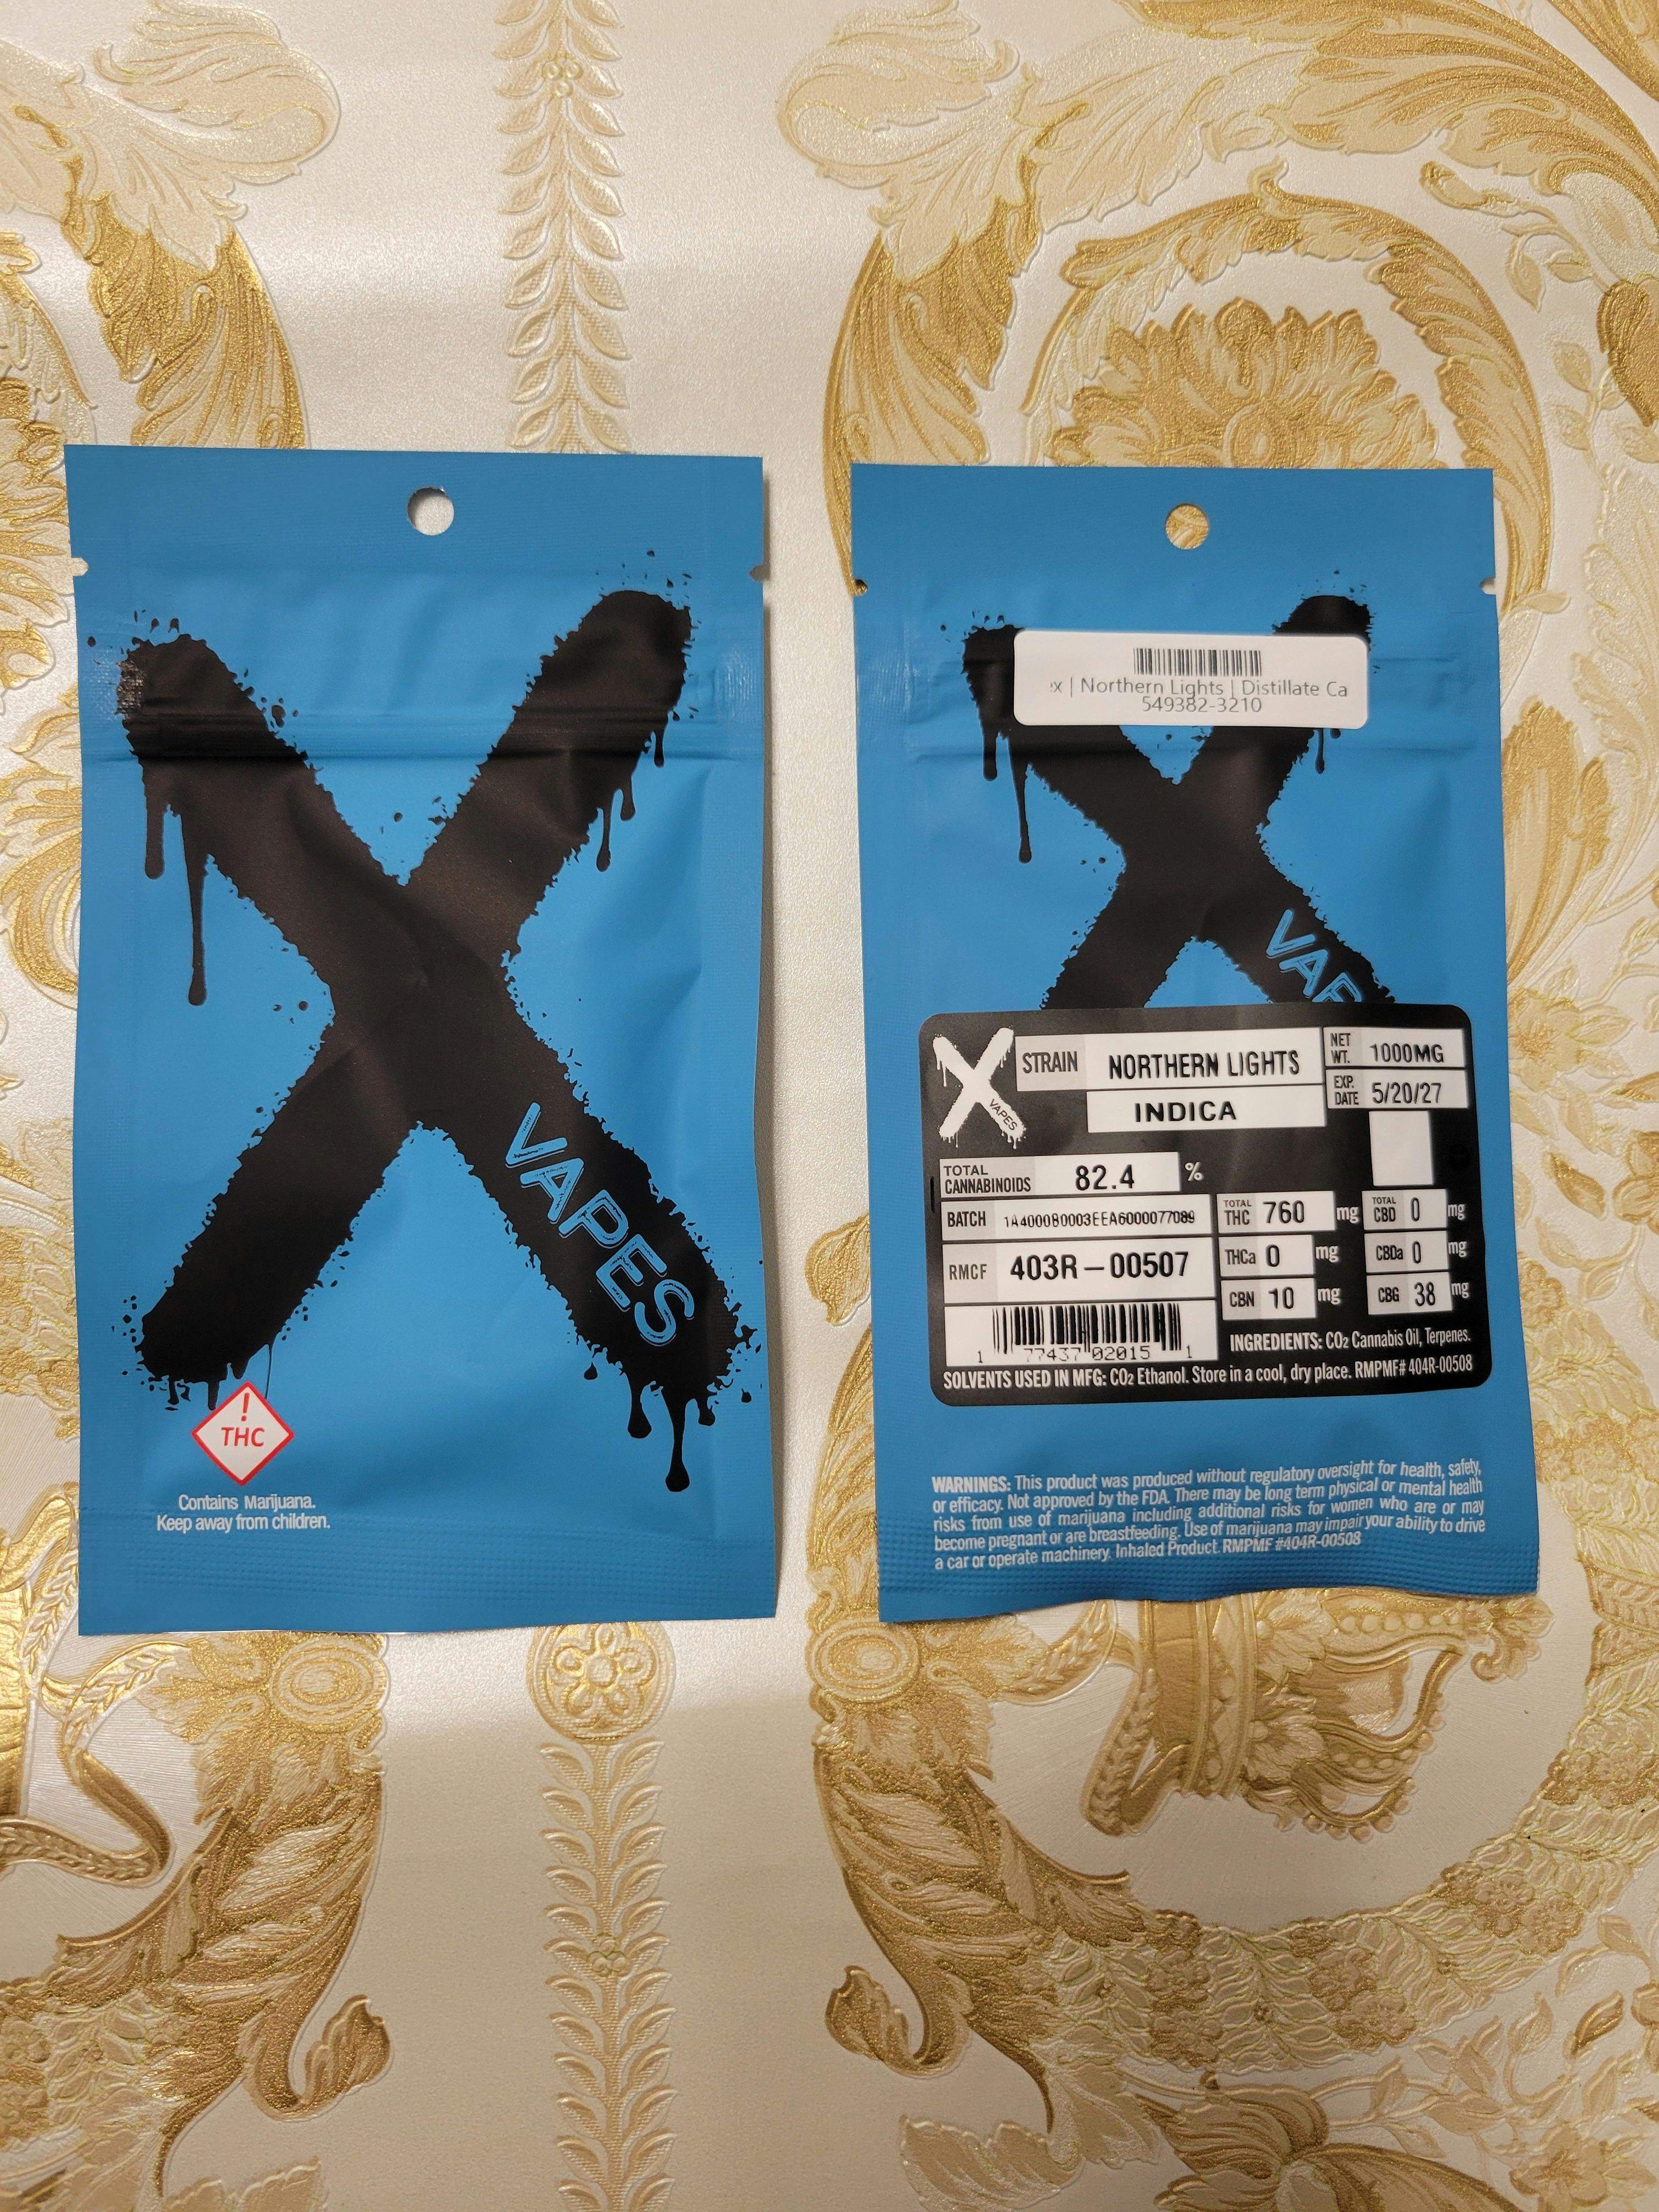 VAPES
!
THC
Contains Marijuana.
Keep away from children.
x | Northern Lights | Distillate Ca
549382-3210
VAP
VAPES
STRAIN NORTHERN LIGHTS
INDICA
NET WT. 1000MG
EXP. DATE 5/20/27
TOTAL CANNABINOIDS 82.4 %
BATCH 1A4000B0003EEA6000077089
RMCF 403R-00507
1 77437 02015 1
TOTAL THC 760 mg
TOTAL CBD 0 mg
THCa 0 mg
CBDa 0 mg
CBN 10 mg
CBG 38 mg
INGREDIENTS: CO2 Cannabis Oil, Terpenes.
SOLVENTS USED IN MFG: CO2 Ethanol. Store in a cool, dry place. RMPMF# 404R-00508
WARNINGS: This product was produced without regulatory oversight for health, safety,
or efficacy. Not approved by the FDA. There may be long term physical or mental health
risks from use of marijuana including additional risks for women who are or may
become pregnant or are breastfeeding. Use of marijuana may impair your ability to drive
a car or operate machinery. Inhaled Product. RMPMF #404R-00508